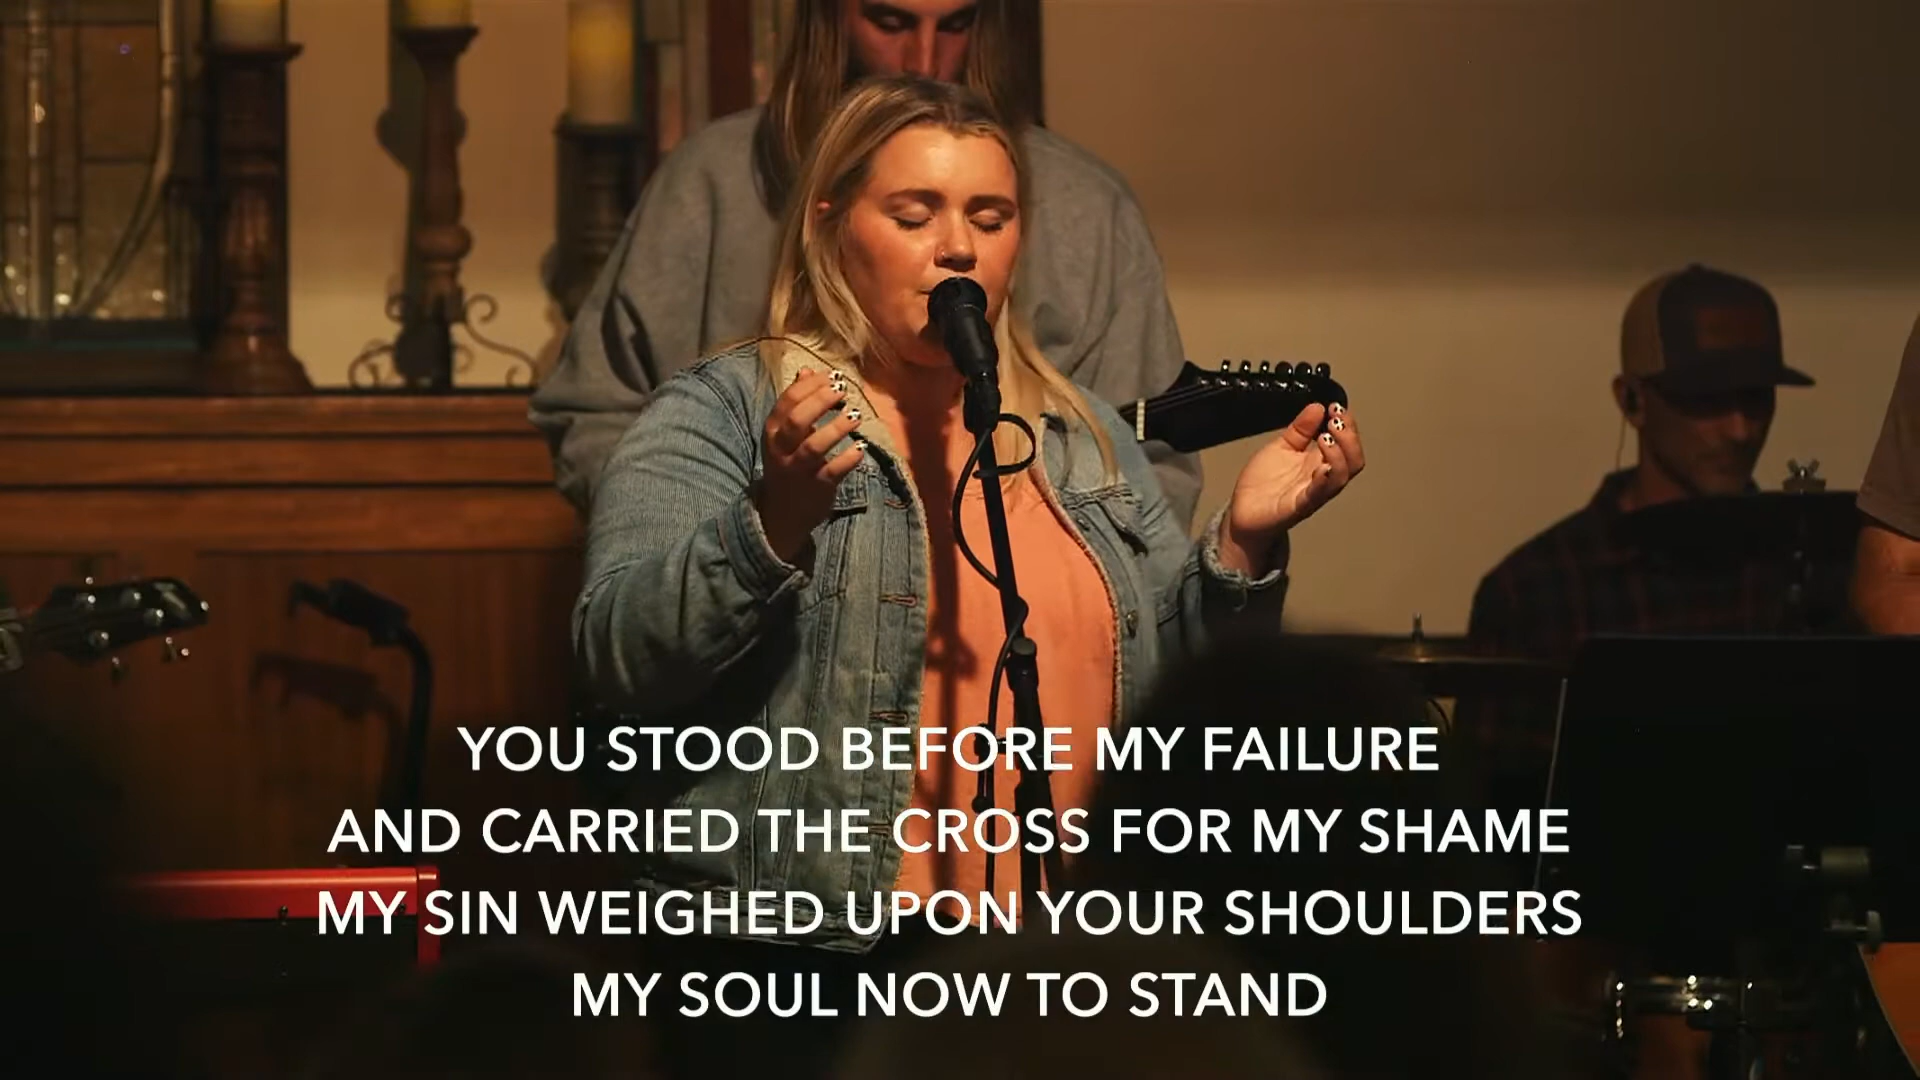 YOU STOOD BEFORE MY FAILURE
AND CARRIED THE CROSS FOR MY SHAME
MY SIN WEIGHED UPON YOUR SHOULDERS
MY SOUL NOW TO STAND